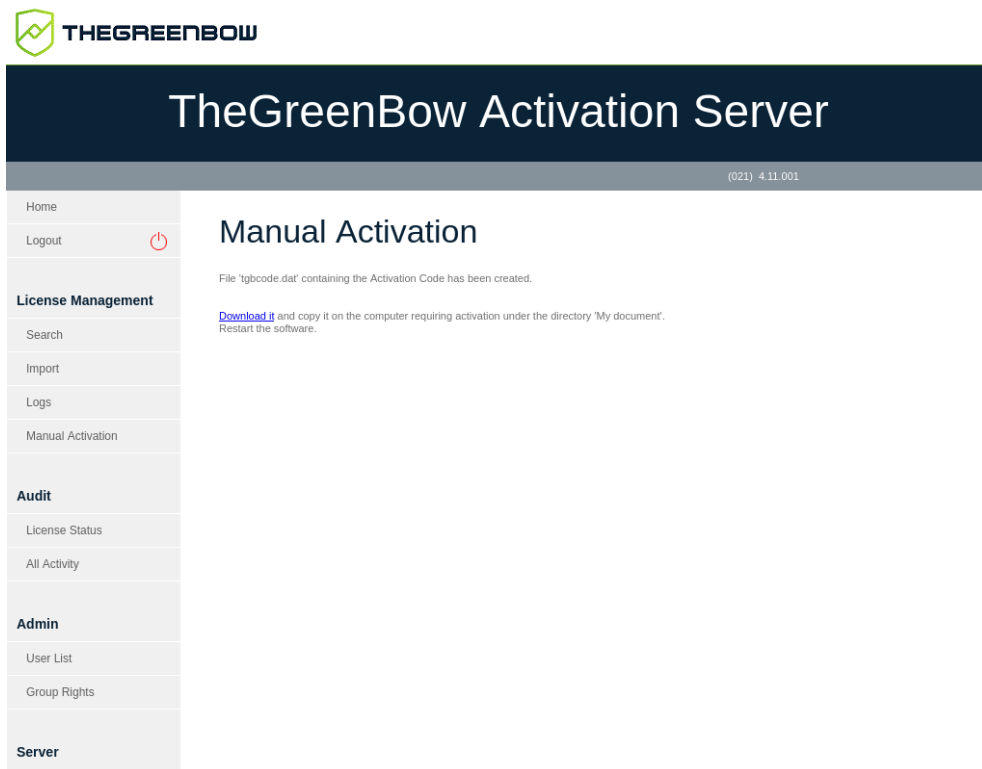 THEGREENBOW
TheGreenBow Activation Server
(021) 4.11.001
Home
Logout
License Management
Search
Import
Logs
Manual Activation
Audit
License Status
All Activity
Admin
User List
Group Rights
Server
Manual Activation
File 'tgbcode.dat' containing the Activation Code has been created.
Download it and copy it on the computer requiring activation under the directory 'My document'.
Restart the software.